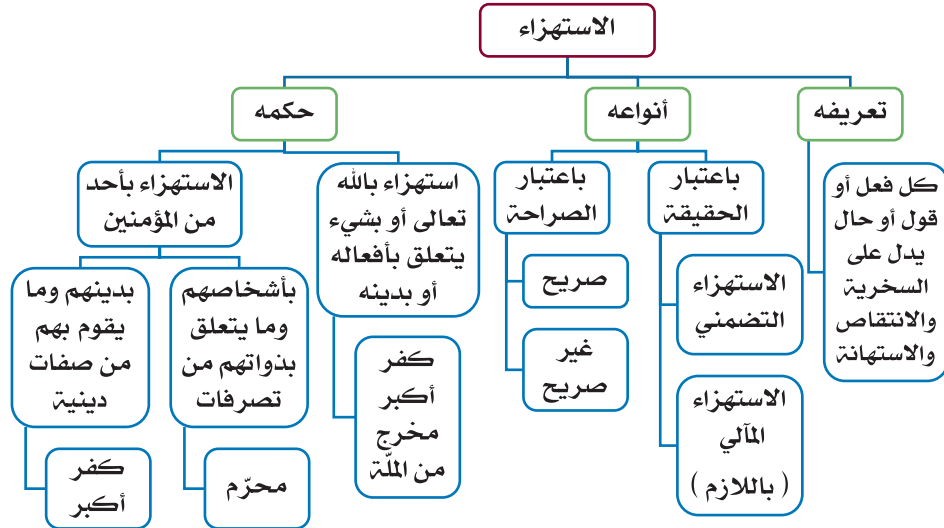 الاستهزاء
تعريفه
كل فعل أو
قول أو حال
يدل على
السخرية
والانتقاص
والاستهانة
أنواعه
باعتبار
الحقيقة
الاستهزاء
التضمني
الاستهزاء
المآلي
( باللازم )
باعتبار
الصراحة
صريح
غير
صريح
حكمه
استهزاء بالله
تعالى أو بشيء
يتعلق بأفعاله
أو بدينه
كفر
أكبر
مخرج
من الملّة
الاستهزاء بأحد
من المؤمنين
بأشخاصهم
وما يتعلق
بذواتهم من
تصرفات
محرّم
بدينهم وما
يقوم بهم
من صفات
دينية
كفر
أكبر